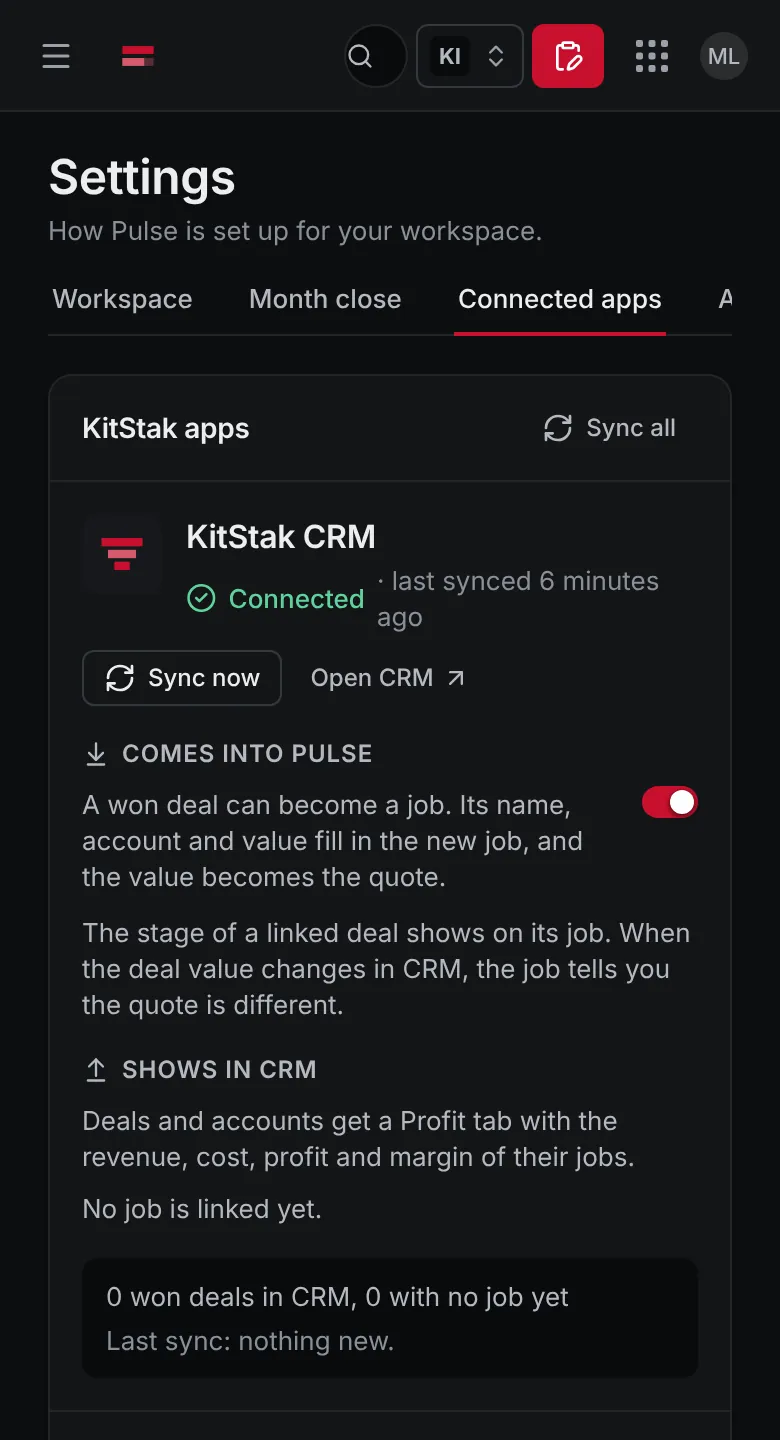 KI
ML
Settings
How Pulse is set up for your workspace.
Workspace
Month close
Connected apps
A
KitStak apps
Sync all
KitStak CRM
Connected
· last synced 6 minutes
ago
Sync now
Open CRM
COMES INTO PULSE
A won deal can become a job. Its name,
account and value fill in the new job, and
the value becomes the quote.
The stage of a linked deal shows on its job. When
the deal value changes in CRM, the job tells you
the quote is different.
SHOWS IN CRM
Deals and accounts get a Profit tab with the
revenue, cost, profit and margin of their jobs.
No job is linked yet.
0 won deals in CRM, 0 with no job yet
Last sync: nothing new.